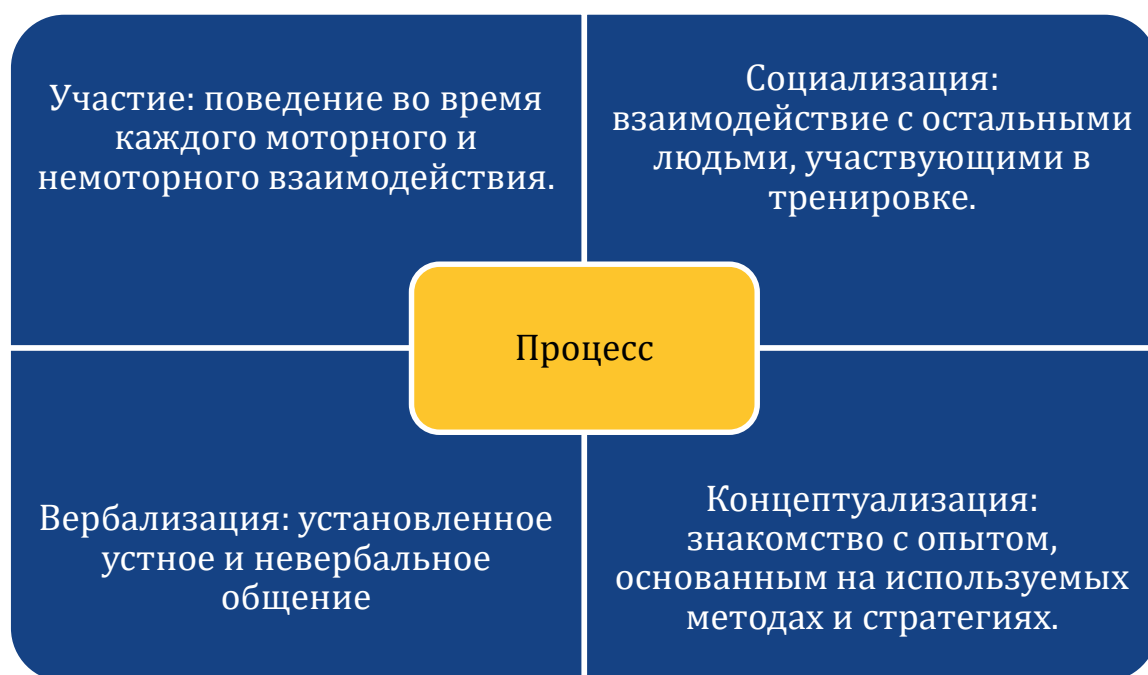 Участие: поведение во время
каждого моторного и
немоторного взаимодействия.
Социализация:
взаимодействие с остальными
людьми, участвующими в
тренировке.
Процесс
Вербализация: установленное
устное и невербальное
общение
Концептуализация:
знакомство с опытом,
основанным на используемых
методах и стратегиях.